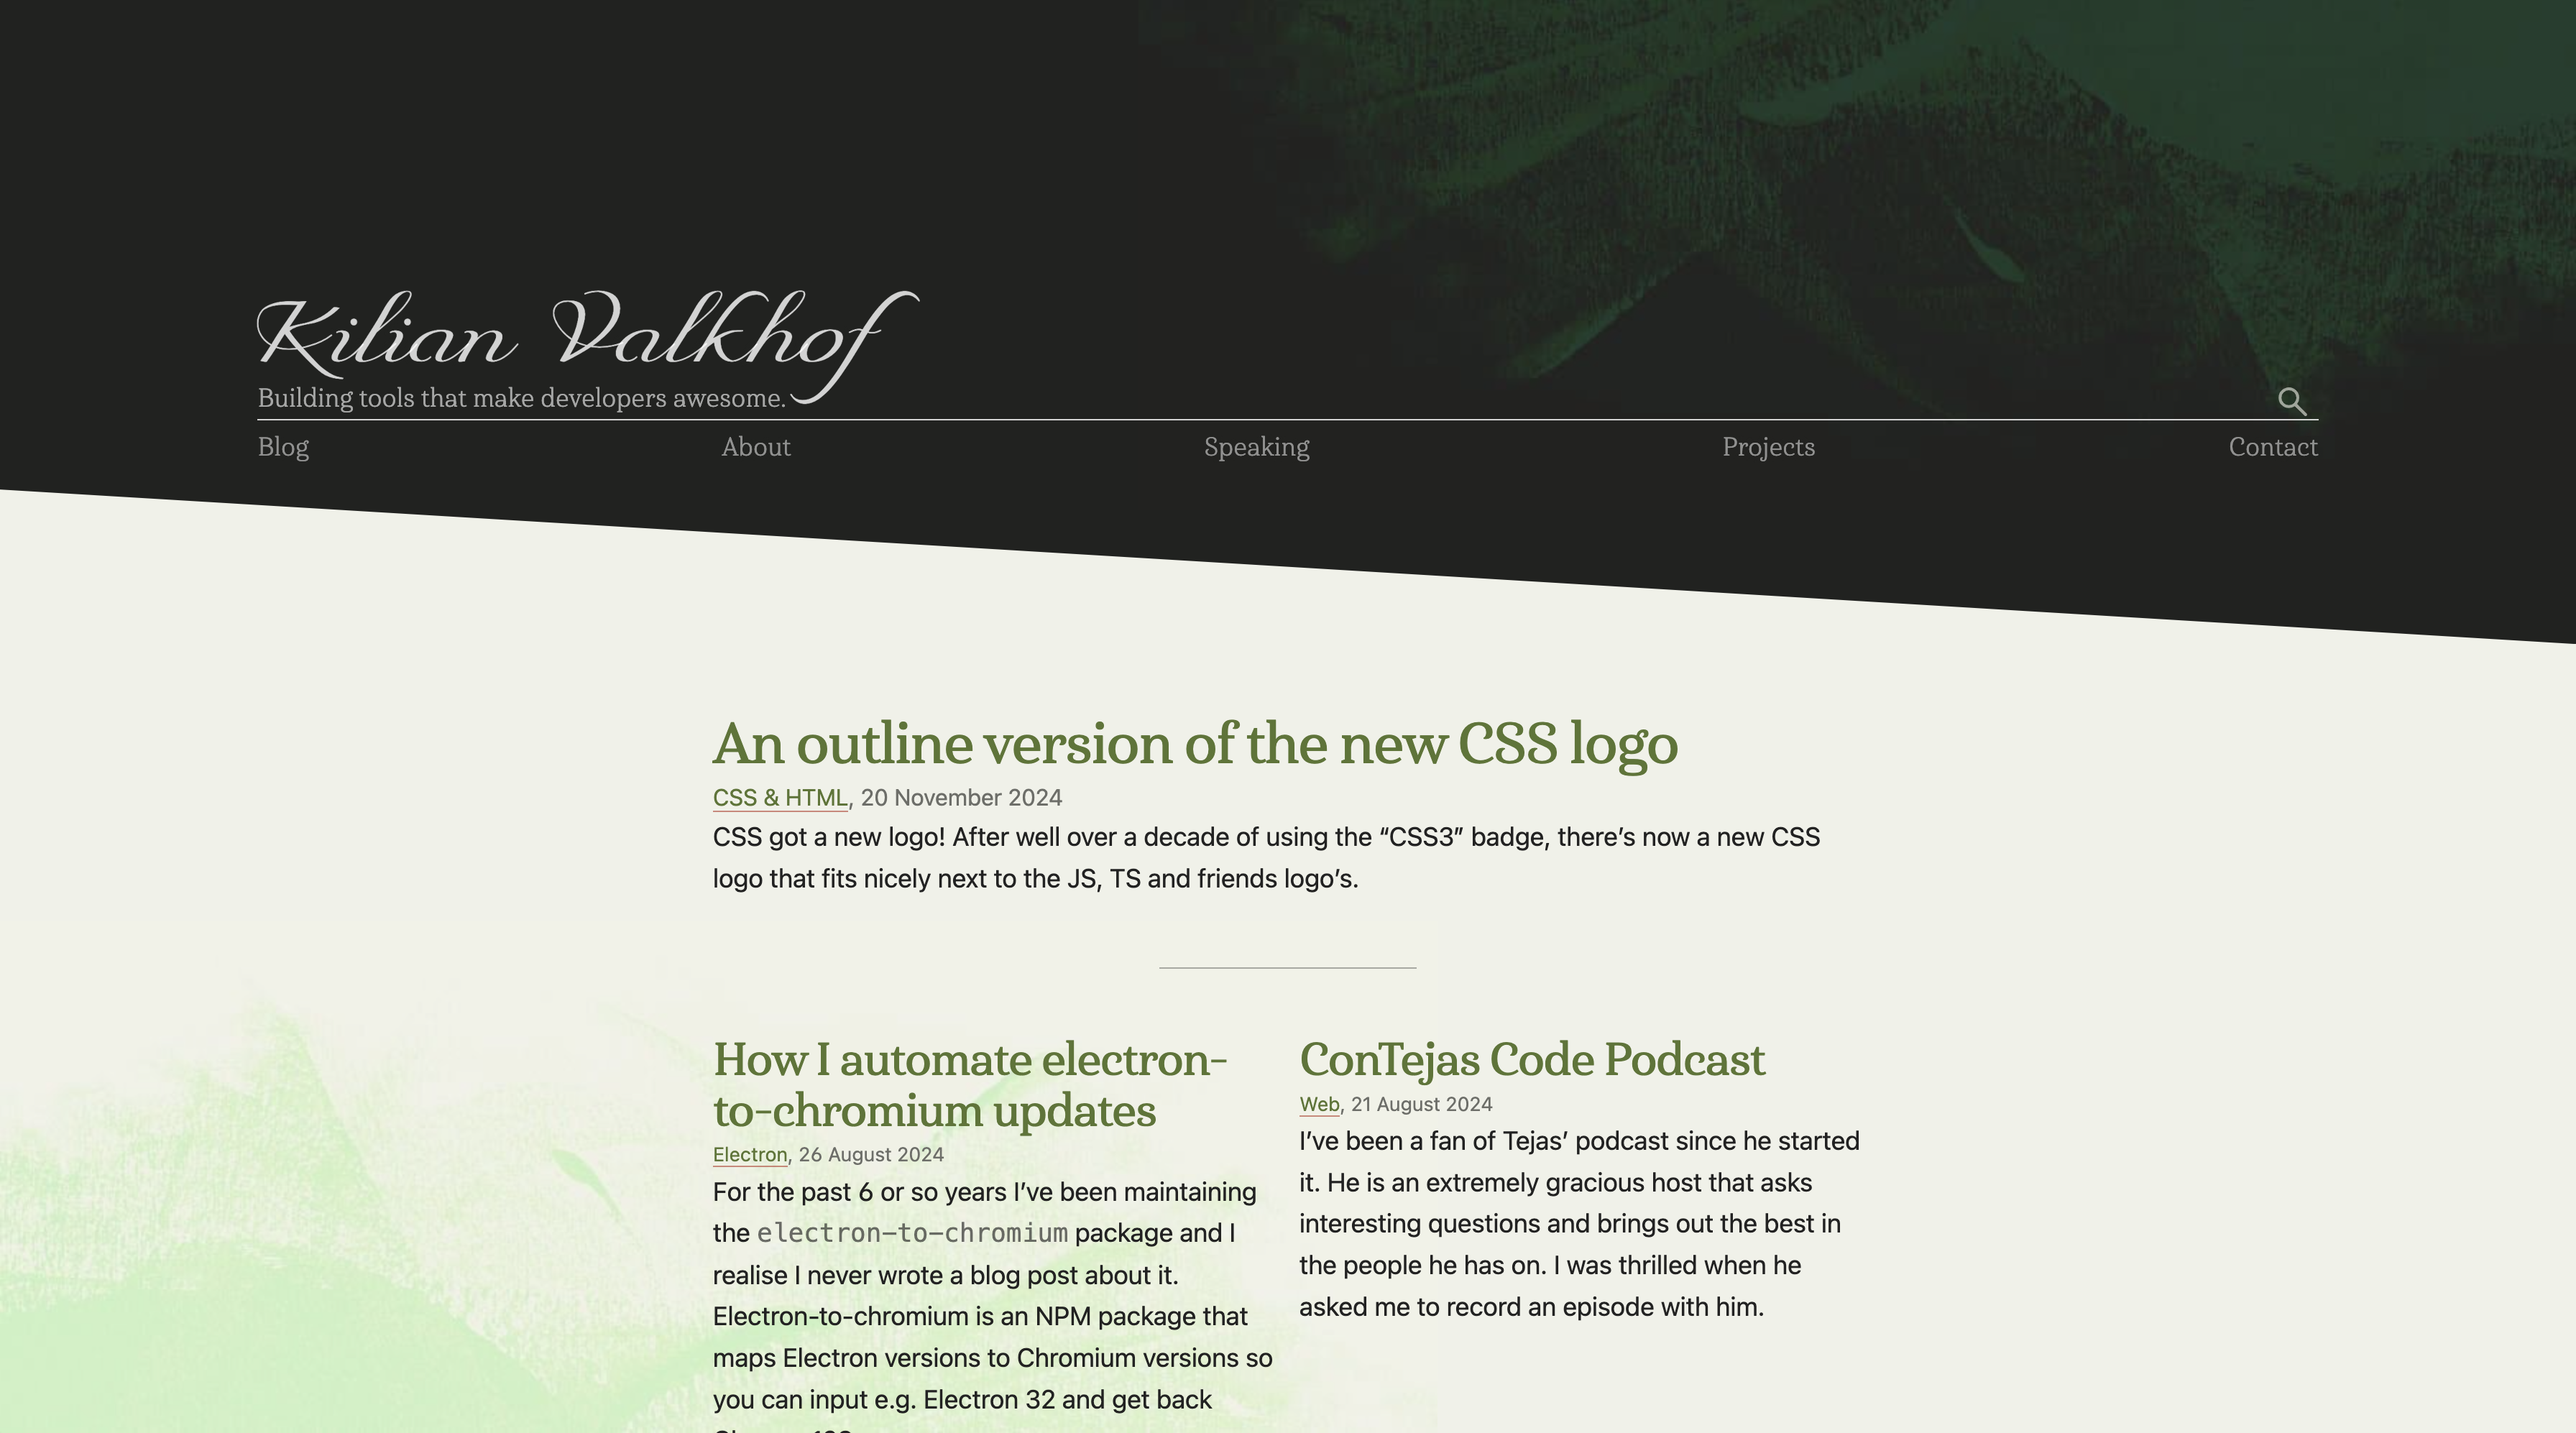 Kilian Valkhof
Building tools that make developers awesome.
Blog About Speaking Projects Contact
An outline version of the new CSS logo
CSS & HTML, 20 November 2024
CSS got a new logo! After well over a decade of using the “CSS3” badge, there’s now a new CSS
logo that fits nicely next to the JS, TS and friends logo’s.
How I automate electron-
to-chromium updates
Electron, 26 August 2024
For the past 6 or so years I’ve been maintaining
the electron-to-chromium package and I
realise I never wrote a blog post about it.
Electron-to-chromium is an NPM package that
maps Electron versions to Chromium versions so
you can input e.g. Electron 32 and get back
ConTejas Code Podcast
Web, 21 August 2024
I’ve been a fan of Tejas’ podcast since he started
it. He is an extremely gracious host that asks
interesting questions and brings out the best in
the people he has on. I was thrilled when he
asked me to record an episode with him.